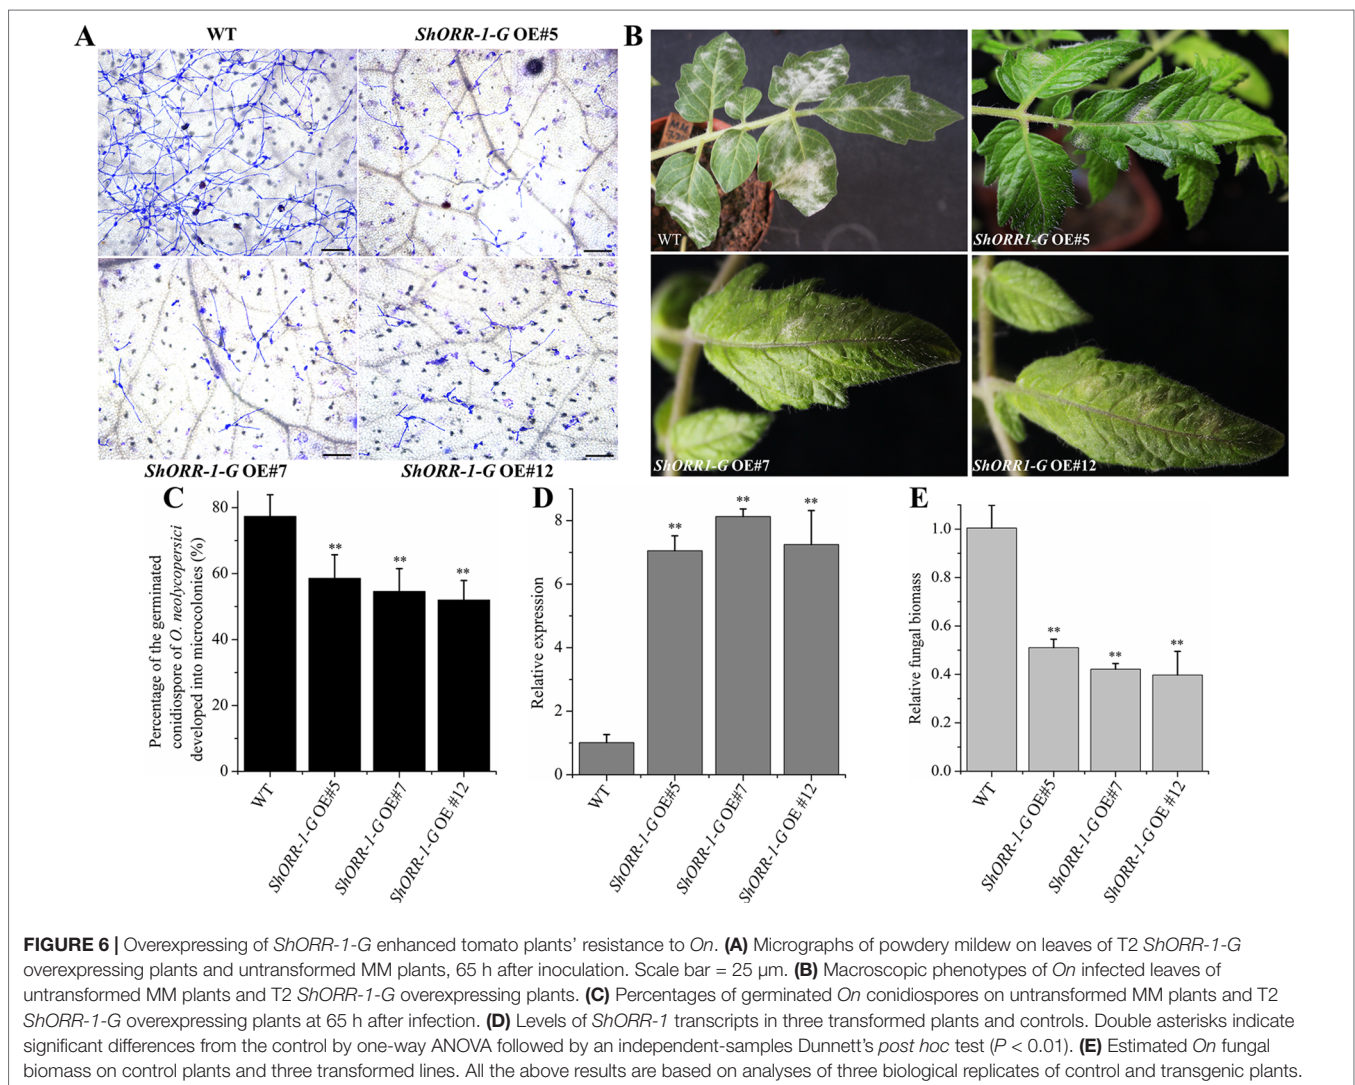 A
WT
ShORR-1-G OE#5
ShORR-1-G OE#7
ShORR-1-G OE#12
B
WT
ShORR1-G OE#5
ShORR1-G OE#7
ShORR1-G OE#12
C
Percentage of the germinated
conidiospore of O. neolycopersici
developed into microcolonies (%)
80
60
40
20
0
**
**
**
WT
ShORR-1-G OE#5
ShORR-1-G OE#7
ShORR-1-G OE #12
D
Relative expression
8
6
4
2
0
**
**
**
WT
ShORR-1-G OE#5
ShORR-1-G OE#7
ShORR-1-G OE #12
E
Relative fungal biomass
1.0
0.8
0.6
0.4
0.2
0.0
**
**
**
WT
ShORR-1-G OE#5
ShORR-1-G OE#7
ShORR-1-G OE #12
FIGURE 6 | Overexpressing of ShORR-1-G enhanced tomato plants' resistance to On. (A) Micrographs of powdery mildew on leaves of T2 ShORR-1-G
overexpressing plants and untransformed MM plants, 65 h after inoculation. Scale bar = 25 μm. (B) Macroscopic phenotypes of On infected leaves of
untransformed MM plants and T2 ShORR-1-G overexpressing plants. (C) Percentages of germinated On conidiospores on untransformed MM plants and T2
ShORR-1-G overexpressing plants at 65 h after infection. (D) Levels of ShORR-1 transcripts in three transformed plants and controls. Double asterisks indicate
significant differences from the control by one-way ANOVA followed by an independent-samples Dunnett's post hoc test (P < 0.01). (E) Estimated On fungal
biomass on control plants and three transformed lines. All the above results are based on analyses of three biological replicates of control and transgenic plants.